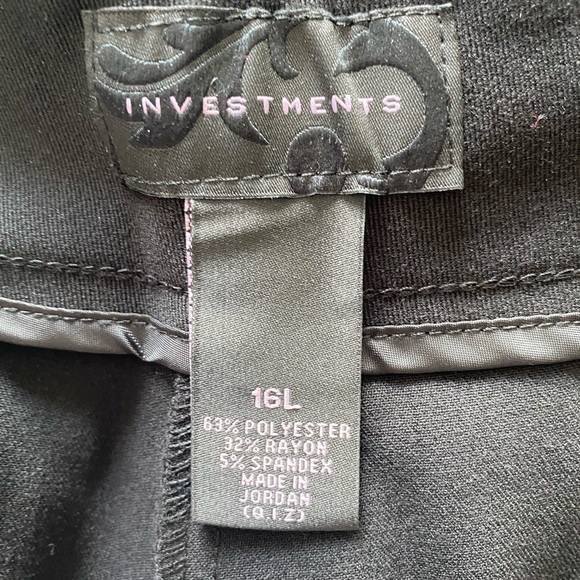 INVESTMENTS
16L
63% POLYESTER
32% RAYON
5% SPANDEX
MADE IN
JORDAN
(Q.I.Z)